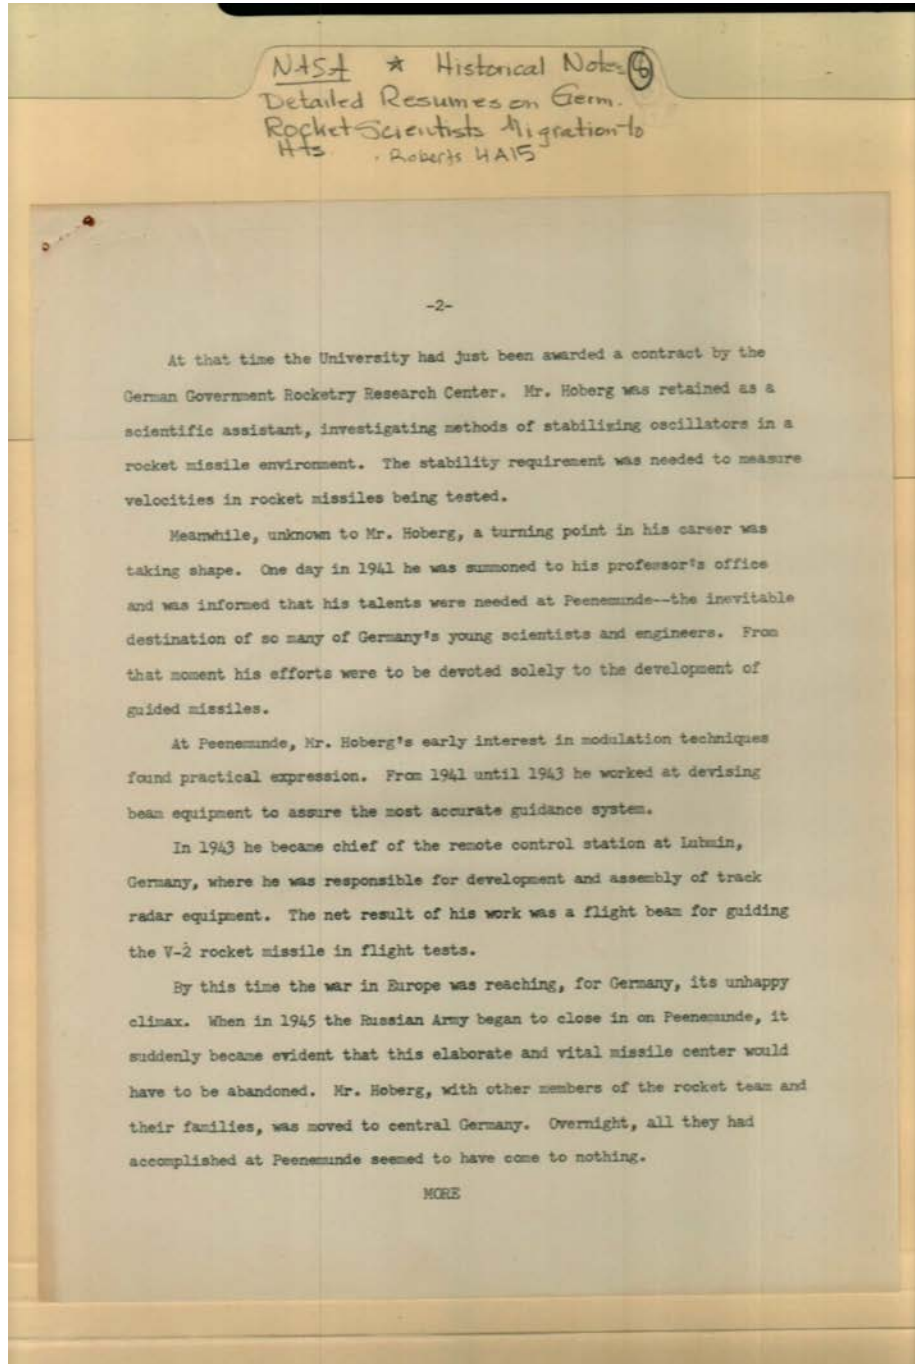 NASA * Historical Notes 8
Detailed Resumes on Germ.
Rocket Scientists Migration to
Hts. Roberts 4A15
-2-
At that time the University had just been awarded a contract by the
German Government Rocketry Research Center. Mr. Hoberg was retained as a
scientific assistant, investigating methods of stabilizing oscillators in a
rocket missile environment. The stability requirement was needed to measure
velocities in rocket missiles being tested.
Meanwhile, unknown to Mr. Hoberg, a turning point in his career was
taking shape. One day in 1941 he was summoned to his professor's office
and was informed that his talents were needed at Peenemunde--the inevitable
destination of so many of Germany's young scientists and engineers. From
that moment his efforts were to be devoted solely to the development of
guided missiles.
At Peenemunde, Mr. Hoberg's early interest in modulation techniques
found practical expression. From 1941 until 1943 he worked at devising
beam equipment to assure the most accurate guidance system.
In 1943 he became chief of the remote control station at Lubmin,
Germany, where he was responsible for development and assembly of track
radar equipment. The net result of his work was a flight beam for guiding
the V-2 rocket missile in flight tests.
By this time the war in Europe was reaching, for Germany, its unhappy
climax. When in 1945 the Russian Army began to close in on Peenemunde, it
suddenly became evident that this elaborate and vital missile center would
have to be abandoned. Mr. Hoberg, with other members of the rocket team and
their families, was moved to central Germany. Overnight, all they had
accomplished at Peenemunde seemed to have come to nothing.
MORE